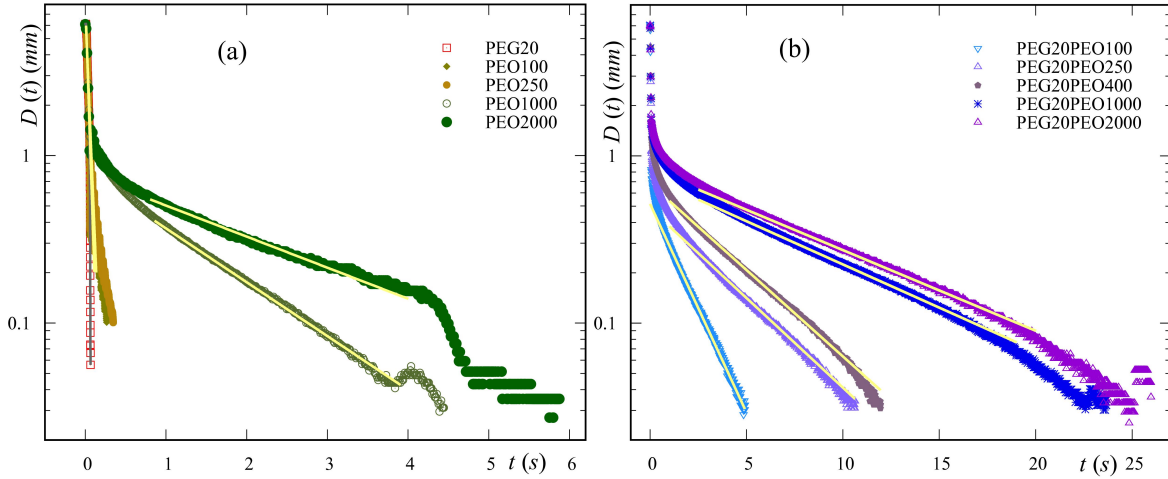 (a)
PEG20
PEO100
PEO250
PEO1000
PEO2000
D (t) (mm)
1
0.1
0 1 2 3 4 5 6
t (s)
(b)
PEG20PEO100
PEG20PEO250
PEG20PEO400
PEG20PEO1000
PEG20PEO2000
D (t) (mm)
1
0.1
0 5 10 15 20 25
t (s)